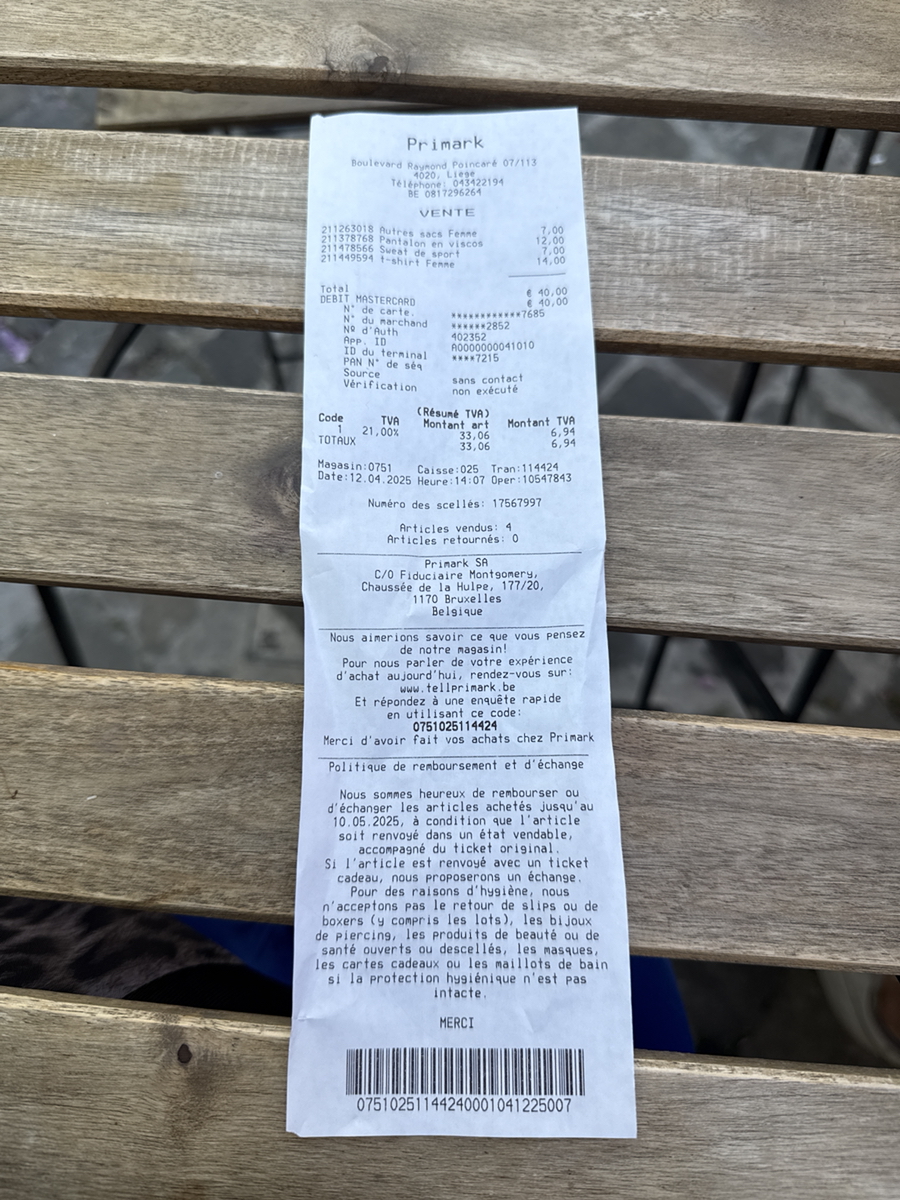 Primark
Boulevard Raymond Poincaré 07/113
4020, Liege
Téléphone: 043422194
BE 0817296264
VENTE
211263018 Autres sacs Femme 7,00
211378768 Pantalon en viscos 12,00
211478566 Sweat de sport 7,00
211449594 t-shirt Femme 14,00
Total € 40,00
DEBIT MASTERCARD € 40,00
N° de carte. ************7685
N° du marchand ******2852
Nº d'Auth 402352
App. ID A0000000041010
ID du terminal ****7215
PAN N° de séq
Source sans contact
Vérification non exécuté
(Résumé TVA)
Code TVA Montant art Montant TVA
1 21,00% 33,06 6,94
TOTAUX 33,06 6,94
Magasin:0751 Caisse:025 Tran:114424
Date:12.04.2025 Heure:14:07 Oper:10547843
Numéro des scellés: 17567997
Articles vendus: 4
Articles retournés: 0
Primark SA
C/O Fiduciaire Montgomery,
Chaussée de la Hulpe, 177/20,
1170 Bruxelles
Belgique
Nous aimerions savoir ce que vous pensez
de notre magasin!
Pour nous parler de votre expérience
d'achat aujourd'hui, rendez-vous sur:
www.tellprimark.be
Et répondez à une enquête rapide
en utilisant ce code:
0751025114424
Merci d'avoir fait vos achats chez Primark
Politique de remboursement et d'échange
Nous sommes heureux de rembourser ou
d'échanger les articles achetés jusqu'au
10.05.2025, à condition que l'article
soit renvoyé dans un état vendable,
accompagné du ticket original.
Si l'article est renvoyé avec un ticket
cadeau, nous proposerons un échange.
Pour des raisons d'hygiène, nous
n'acceptons pas le retour de slips ou de
boxers (y compris les lots), les bijoux
de piercing, les produits de beauté ou de
santé ouverts ou descellés, les masques,
les cartes cadeaux ou les maillots de bain
si la protection hygiénique n'est pas
intacte.
MERCI
07510251144240001041225007